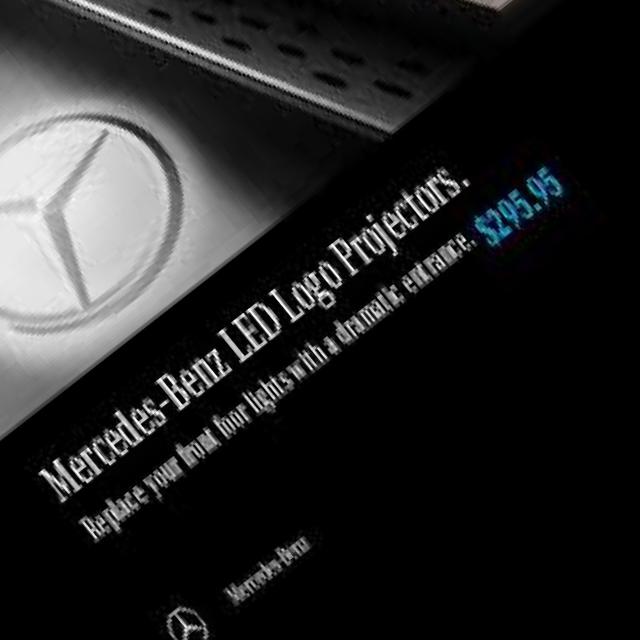 Mercedes-Benz LED Logo Projectors.
Replace your front door lights with a dramatic entrance. $295.95
Mercedes-Benz